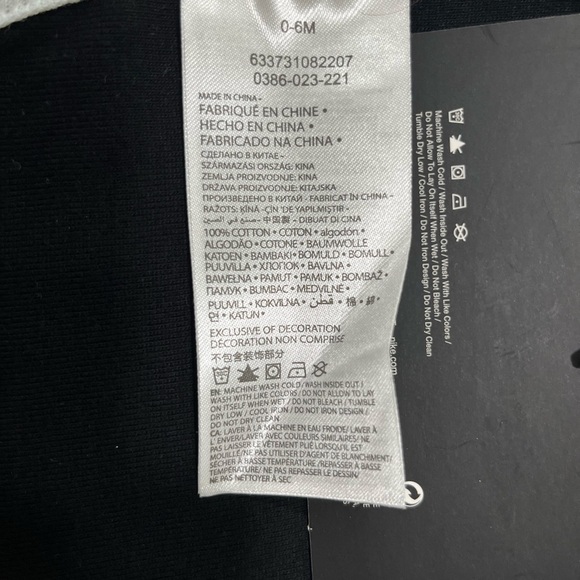 0-6M
633731082207
0386-023-221
MADE IN CHINA •
FABRIQUÉ EN CHINE •
HECHO EN CHINA •
FABRICADO NA CHINA •
СДЕЛАНО В КИТАЕ •
SZÁRMAZÁSI ORSZÁG: KINA
ZEMLJA PROIZVODNJE: KINA
DRŽAVA PROIZVODNJE: KITAJSKA
ПРОИЗВЕДЕНО В КИТАЙ • FABRICAT IN CHINA •
RAŽOTS: ĶĪNĀ • ÇİN 'DE YAPILMIŞTIR •
صنع في الصين • 中国製 • DIBUAT DI CINA
100% COTTON • COTON • algodón •
ALGODÃO • COTONE • BAUMWOLLE
KATOEN • BAMBAKI • BOMULD • BOMULL •
PUUVILLA • ХЛОПОК • BAVLNA •
BAWEŁNA • PAMUT • PAMUK • BOMBAŽ •
ПАМУК • BUMBAC • MEDVILNĖ •
PUUVILL • KOKVILNA • قطن • 棉 • 綿 •
면 • KATUN •
EXCLUSIVE OF DECORATION
DÉCORATION NON COMPRISE
不包含装饰部分
EN: MACHINE WASH COLD / WASH INSIDE OUT /
WASH WITH LIKE COLORS / DO NOT ALLOW TO LAY
ON ITSELF WHEN WET / DO NOT BLEACH / TUMBLE
DRY LOW / COOL IRON / DO NOT IRON DESIGN /
DO NOT DRY CLEAN
CA: LAVER À LA MACHINE EN EAU FROIDE / LAVER À
L'ENVERS / LAVER AVEC COULEURS SIMILAIRES / NE
PAS LAISSER LE VÊTEMENT PLIÉ LORSQU'IL EST
MOUILLÉ / NE PAS UTILISER D'AGENT DE BLANCHIMENT /
SÉCHER À BASSE TEMPÉRATURE / REPASSER À BASSE
TEMPÉRATURE / NE PAS REPASSER LE DESSIN /
NE PAS NETTOYER À SEC
Machine Wash Cold / Wash Inside Out / Wash With Like Colors /
Do Not Allow To Lay On Itself When Wet / Do Not Bleach /
Tumble Dry Low / Cool Iron / Do Not Iron Design / Do Not Dry Clean
nike.com